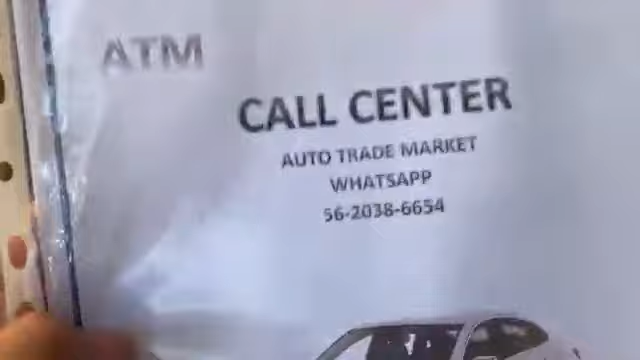 ATM
CALL CENTER
AUTO TRADE MARKET
WHATSAPP
56-2038-6654